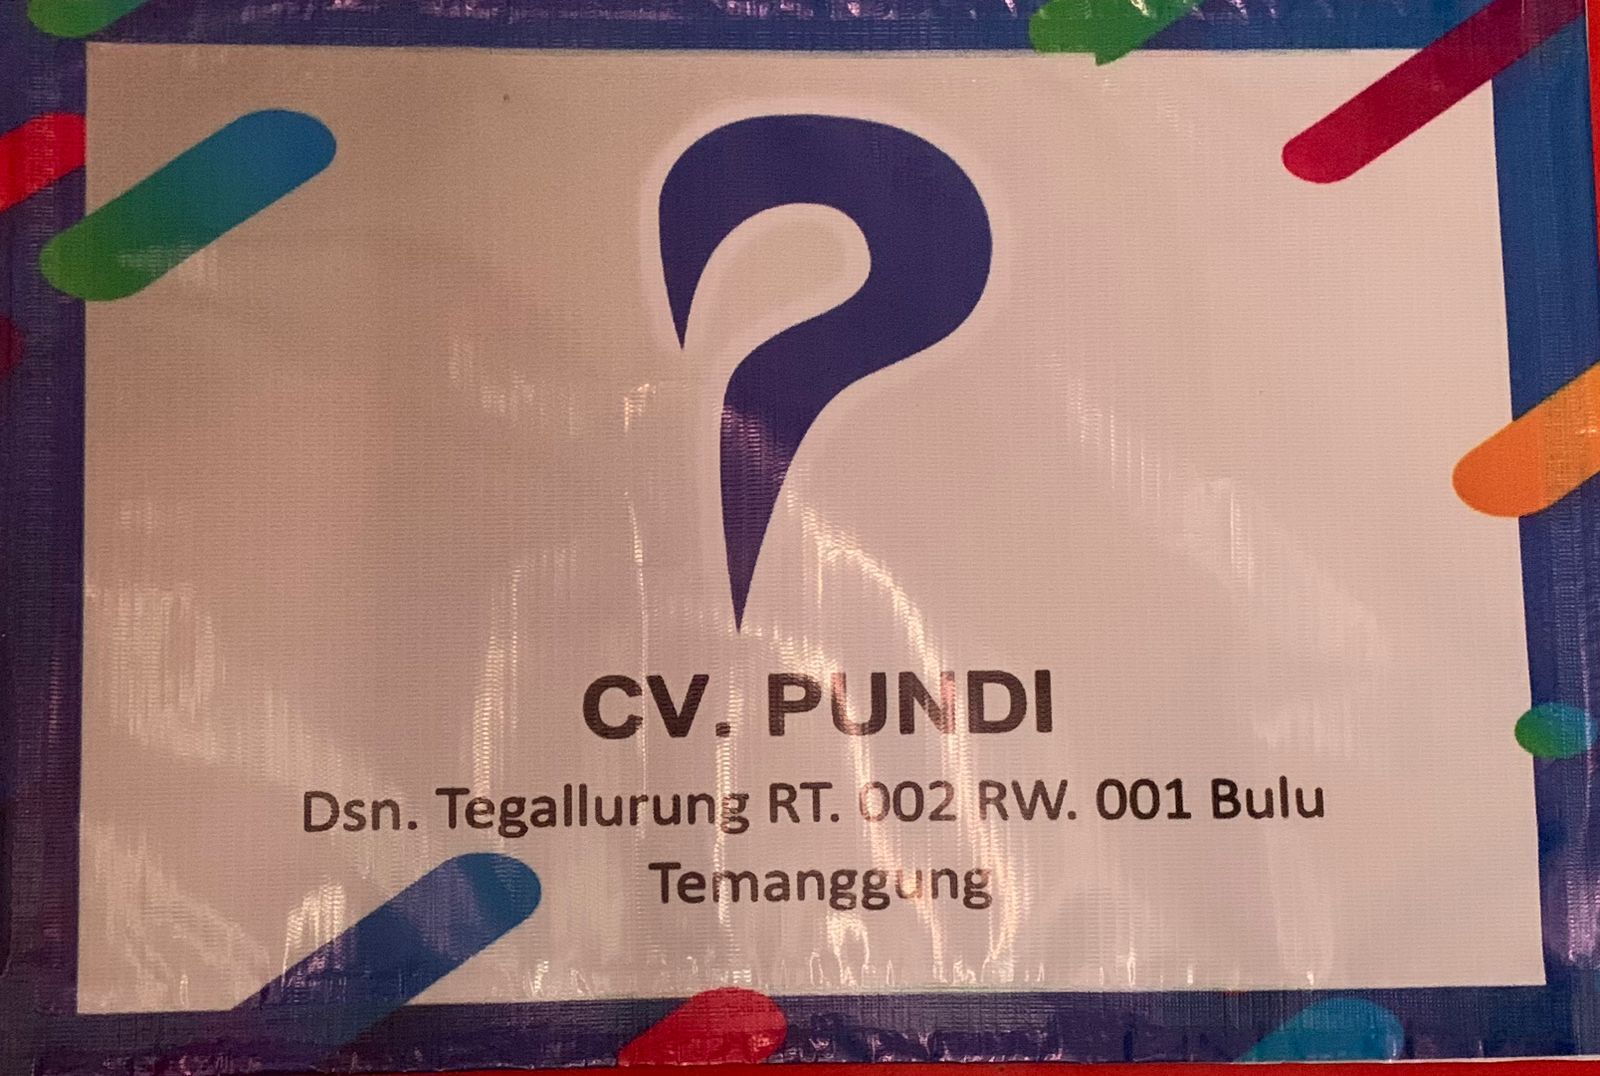 CV. PUNDI
Dsn. Tegallurung RT. 002 RW. 001 Bulu
Temanggung